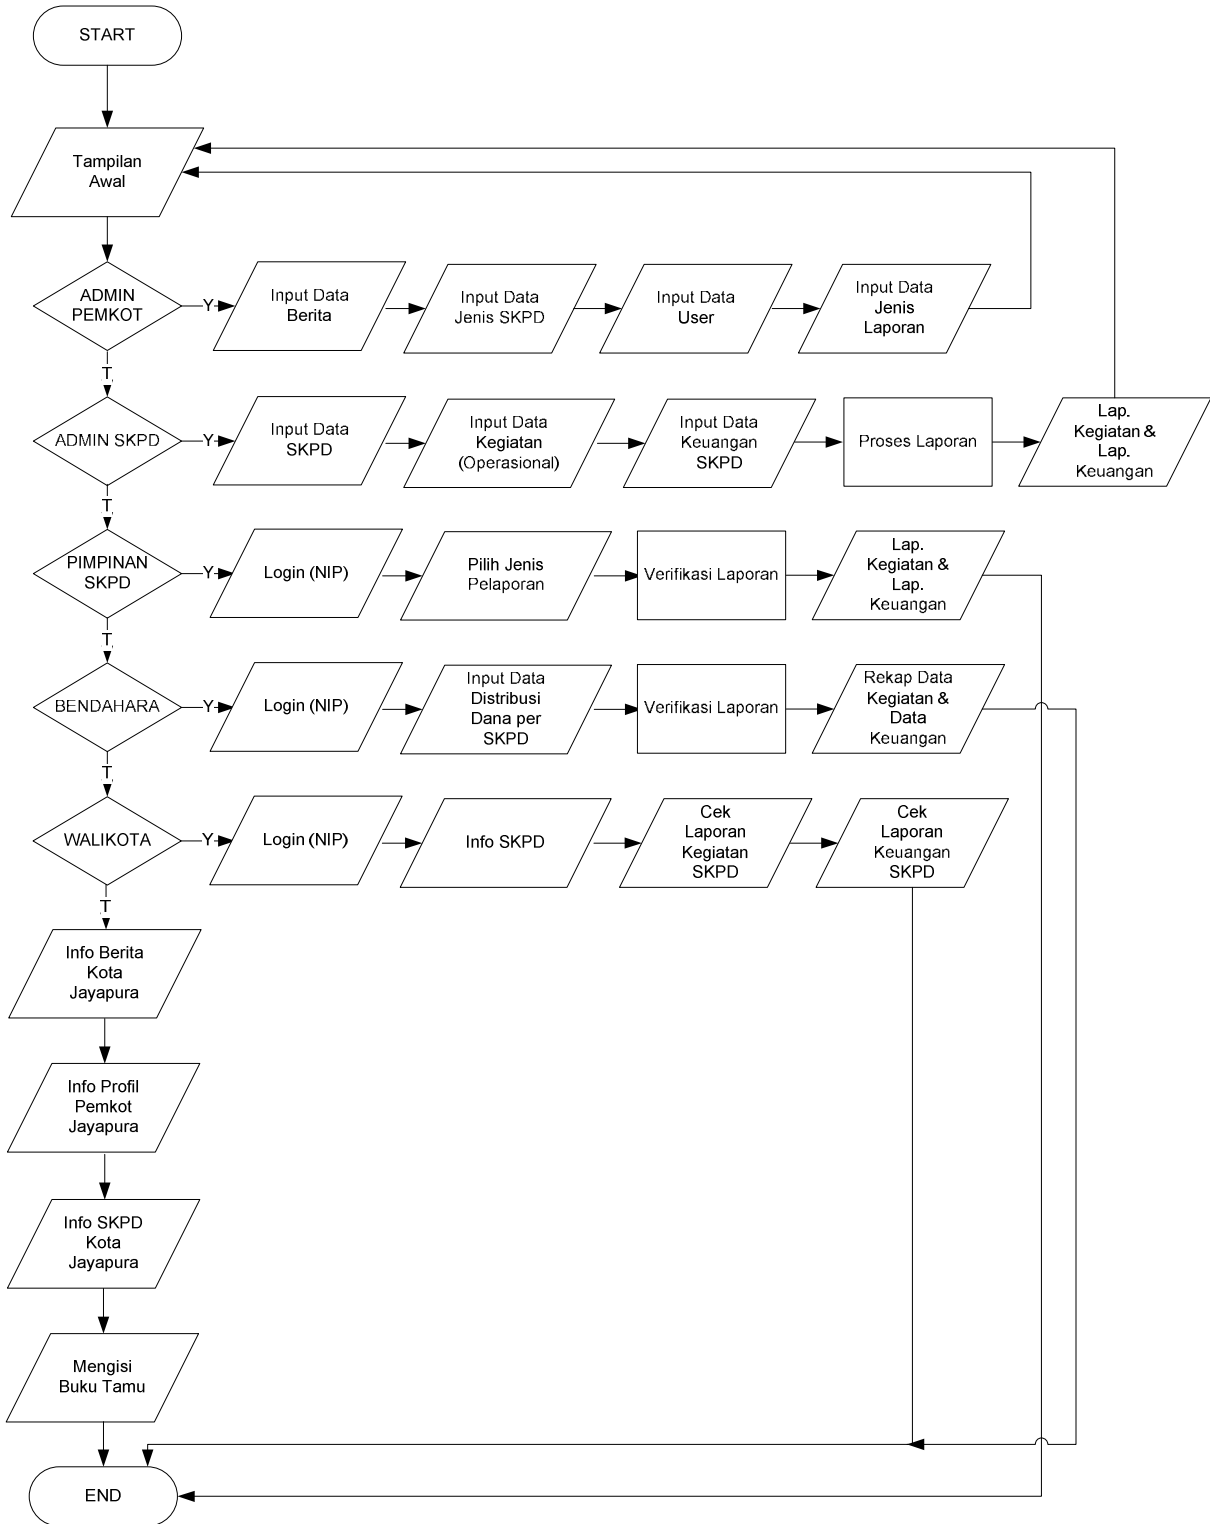 START
Tampilan
Awal
ADMIN
PEMKOT
Y
Input Data
Berita
Input Data
Jenis SKPD
Input Data
User
Input Data
Jenis
Laporan
T
ADMIN SKPD
Y
Input Data
SKPD
Input Data
Kegiatan
(Operasional)
Input Data
Keuangan
SKPD
Proses Laporan
Lap.
Kegiatan &
Lap.
Keuangan
T
PIMPINAN
SKPD
Y
Login (NIP)
Pilih Jenis
Pelaporan
Verifikasi Laporan
Lap.
Kegiatan &
Lap.
Keuangan
T
BENDAHARA
Y
Login (NIP)
Input Data
Distribusi
Dana per
SKPD
Verifikasi Laporan
Rekap Data
Kegiatan &
Data
Keuangan
T
WALIKOTA
Y
Login (NIP)
Info SKPD
Cek
Laporan
Kegiatan
SKPD
Cek
Laporan
Keuangan
SKPD
T
Info Berita
Kota
Jayapura
Info Profil
Pemkot
Jayapura
Info SKPD
Kota
Jayapura
Mengisi
Buku Tamu
END